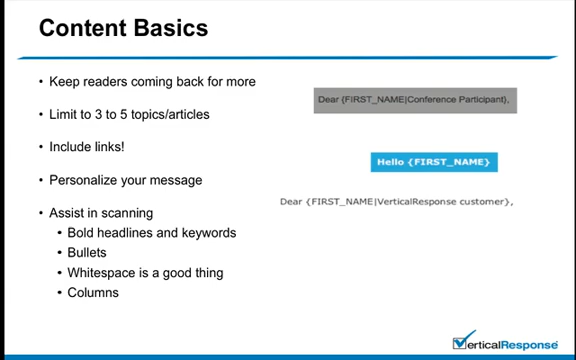 Content Basics
• Keep readers coming back for more
• Limit to 3 to 5 topics/articles
• Include links!
• Personalize your message
• Assist in scanning
• Bold headlines and keywords
• Bullets
• Whitespace is a good thing
• Columns
Dear {FIRST_NAME|Conference Participant},
Hello {FIRST_NAME}
Dear {FIRST_NAME|VerticalResponse customer},
VerticalResponse